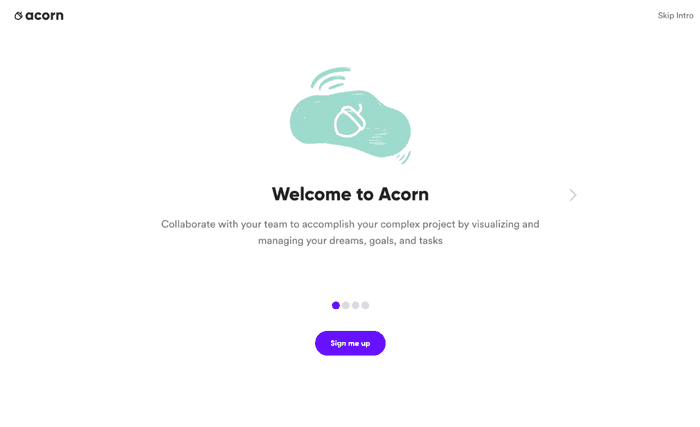 acorn
Skip Intro
Welcome to Acorn
Collaborate with your team to accomplish your complex project by visualizing and
managing your dreams, goals, and tasks
Sign me up